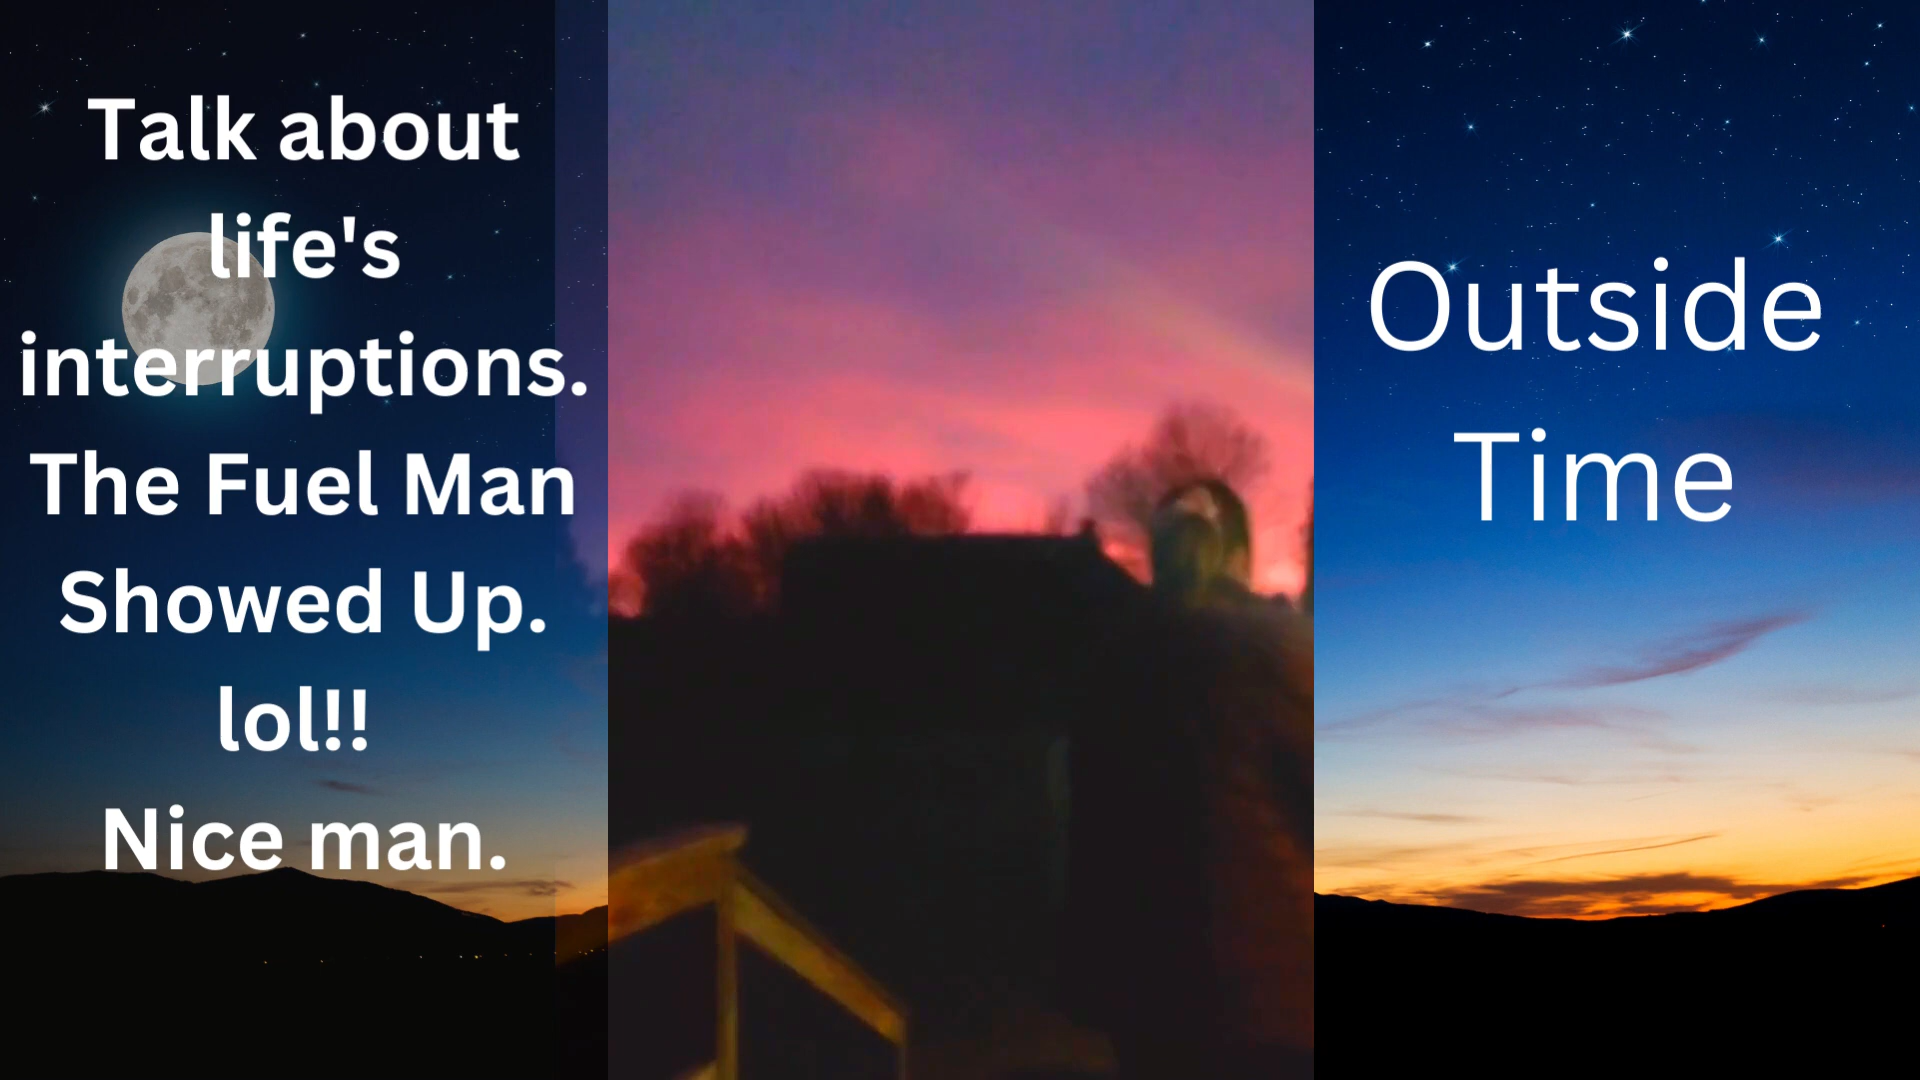 Talk about
life's
interruptions.
The Fuel Man
Showed Up.
lol!!
Nice man.
Outside
Time